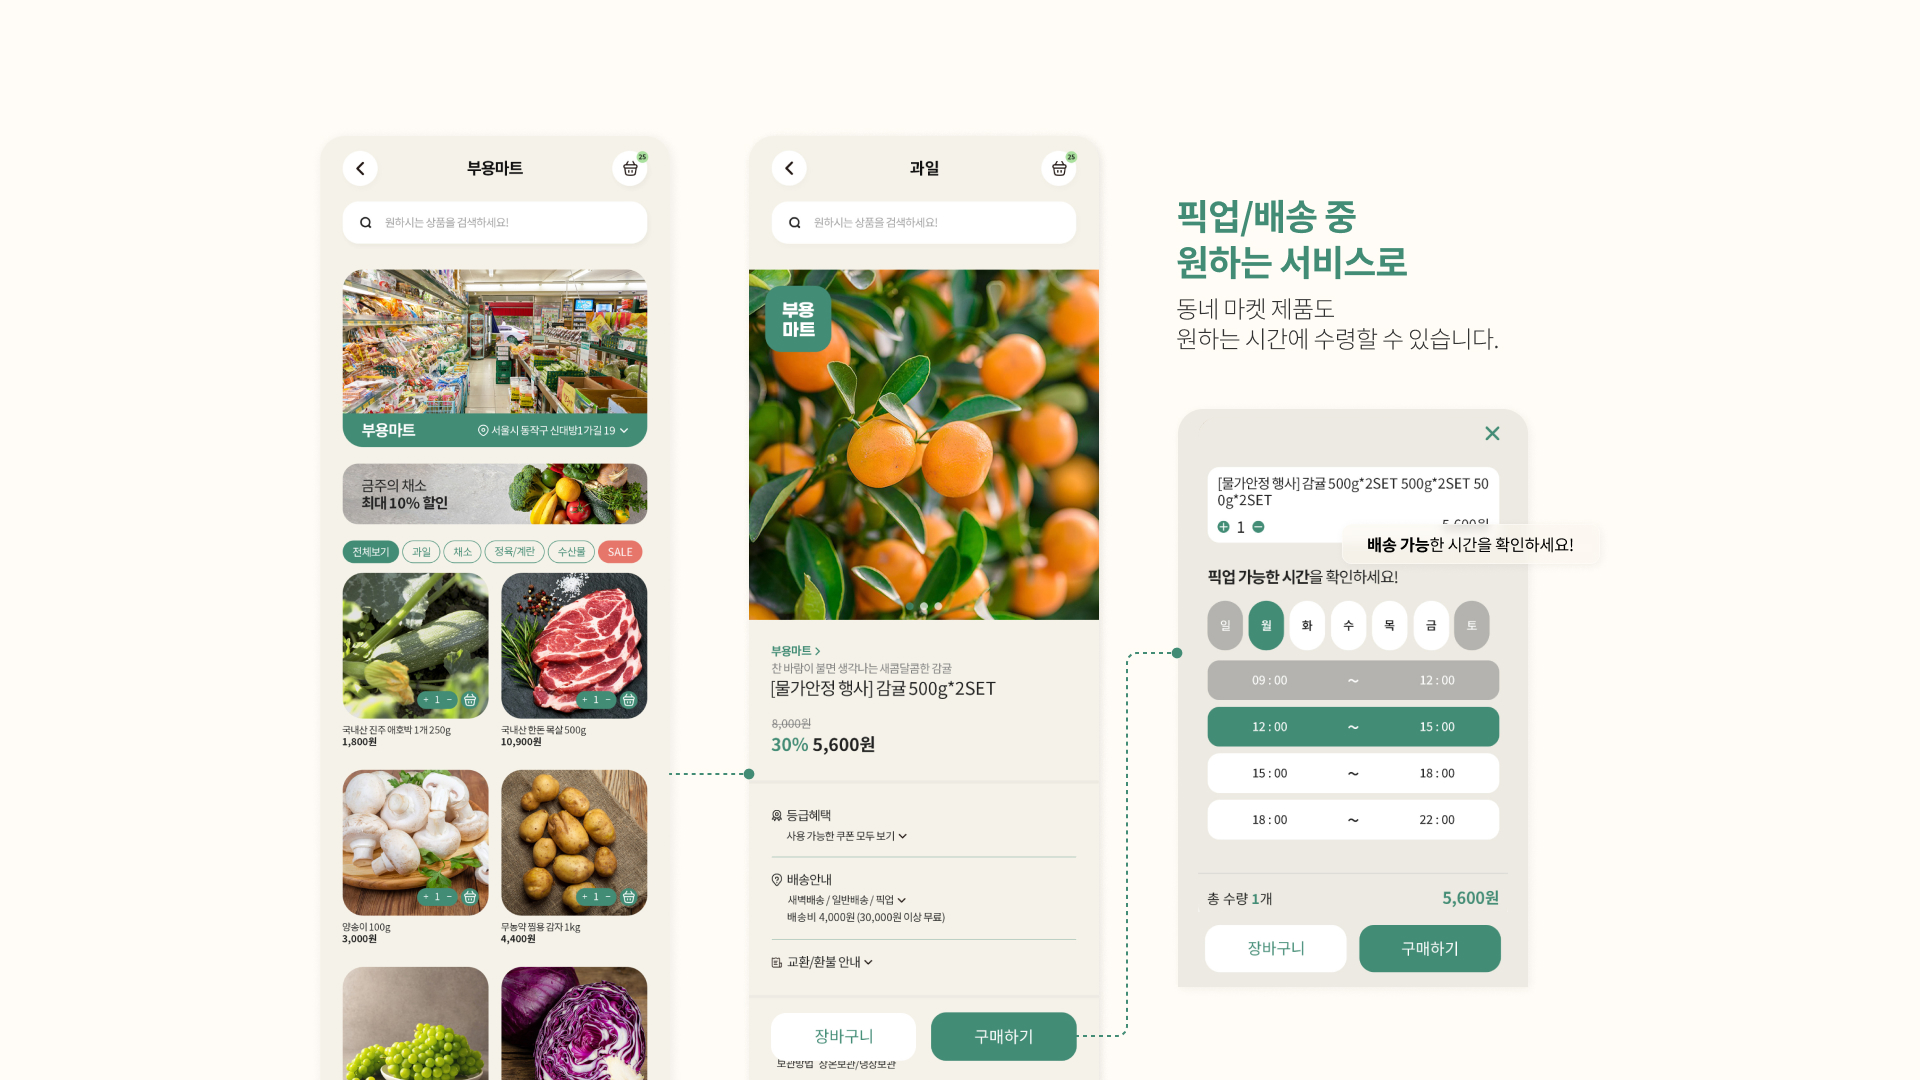 부용마트
25
원하시는 상품을 검색하세요!
부용마트
서울시 동작구 신대방1가길 19
금주의 채소
최대 10% 할인
전체보기 과일 채소 정육/계란 수산물 SALE
+ 1 −
+ 1 −
국내산 진주 애호박 1개 250g
1,800원
국내산 한돈 목살 500g
10,900원
+ 1 −
+ 1 −
양송이 100g
3,000원
무농약 찜용 감자 1kg
4,400원
과일
25
원하시는 상품을 검색하세요!
부용
마트
부용마트 >
찬 바람이 불면 생각나는 새콤달콤한 감귤
[물가안정 행사] 감귤 500g*2SET
8,000원
30% 5,600원
등급혜택
사용 가능한 쿠폰 모두 보기
배송안내
새벽배송 / 일반배송 / 픽업
배송비 4,000원 (30,000원 이상 무료)
교환/환불 안내
장바구니
구매하기
보관방법 상온보관/냉장보관
픽업/배송 중
원하는 서비스로
동네 마켓 제품도
원하는 시간에 수령할 수 있습니다.
[물가안정 행사] 감귤 500g*2SET 500g*2SET 50
0g*2SET
+ 1 −
5,600원
배송 가능한 시간을 확인하세요!
픽업 가능한 시간을 확인하세요!
일 월 화 수 목 금 토
09 : 00 ~ 12 : 00
12 : 00 ~ 15 : 00
15 : 00 ~ 18 : 00
18 : 00 ~ 22 : 00
총 수량 1개
5,600원
장바구니
구매하기